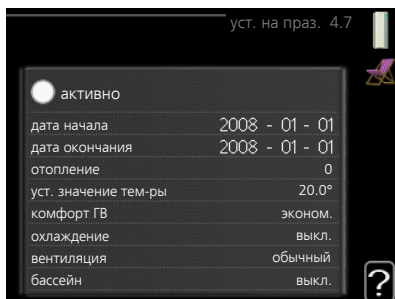 уст. на праз. 4.7
активно
дата начала 2008 - 01 - 01
дата окончания 2008 - 01 - 01
отопление 0
уст. значение тем-ры 20.0°
комфорт ГВ эконом.
охлаждение выкл.
вентиляция обычный
бассейн выкл.
?